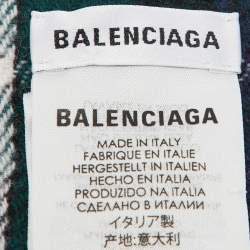 BALENCIAGA
BALENCIAGA
MADE IN ITALY
FABRIQUE EN ITALIE
HERGESTELLT IN ITALIEN
HECHO EN ITALIA
PRODUZIDO NA ITALIA
СДЕЛАНО В ИТАЛИИ
イタリア製
产地:意大利